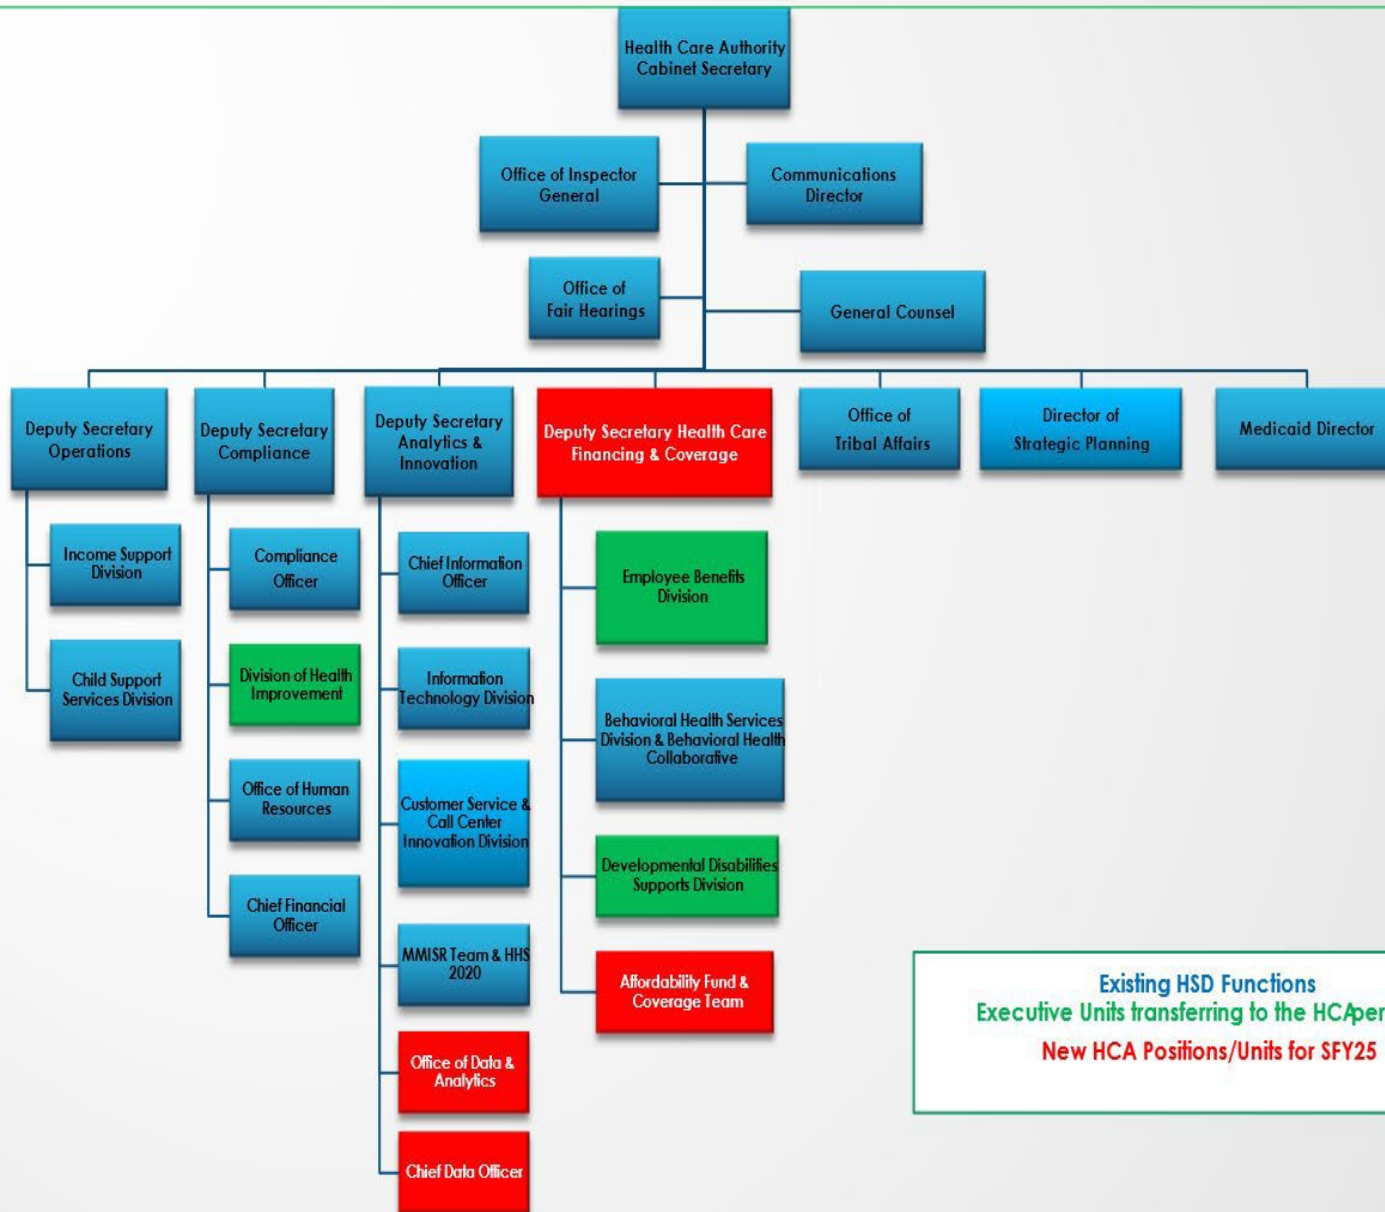 Health Care Authority
Cabinet Secretary
Office of Inspector
General
Communications
Director
Office of
Fair Hearings
General Counsel
Deputy Secretary
Operations
Deputy Secretary
Compliance
Deputy Secretary
Analytics &
Innovation
Deputy Secretary Health Care
Financing & Coverage
Office of
Tribal Affairs
Director of
Strategic Planning
Medicaid Director
Income Support
Division
Child Support
Services Division
Compliance
Officer
Division of Health
Improvement
Office of Human
Resources
Chief Financial
Officer
Chief Information
Officer
Information
Technology Division
Customer Service &
Call Center
Innovation Division
MMISR Team & HHS
2020
Office of Data &
Analytics
Chief Data Officer
Employee Benefits
Division
Behavioral Health Services
Division & Behavioral Health
Collaborative
Developmental Disabilities
Supports Division
Affordability Fund &
Coverage Team
Existing HSD Functions
Executive Units transferring to the HCA per
New HCA Positions/Units for SFY25